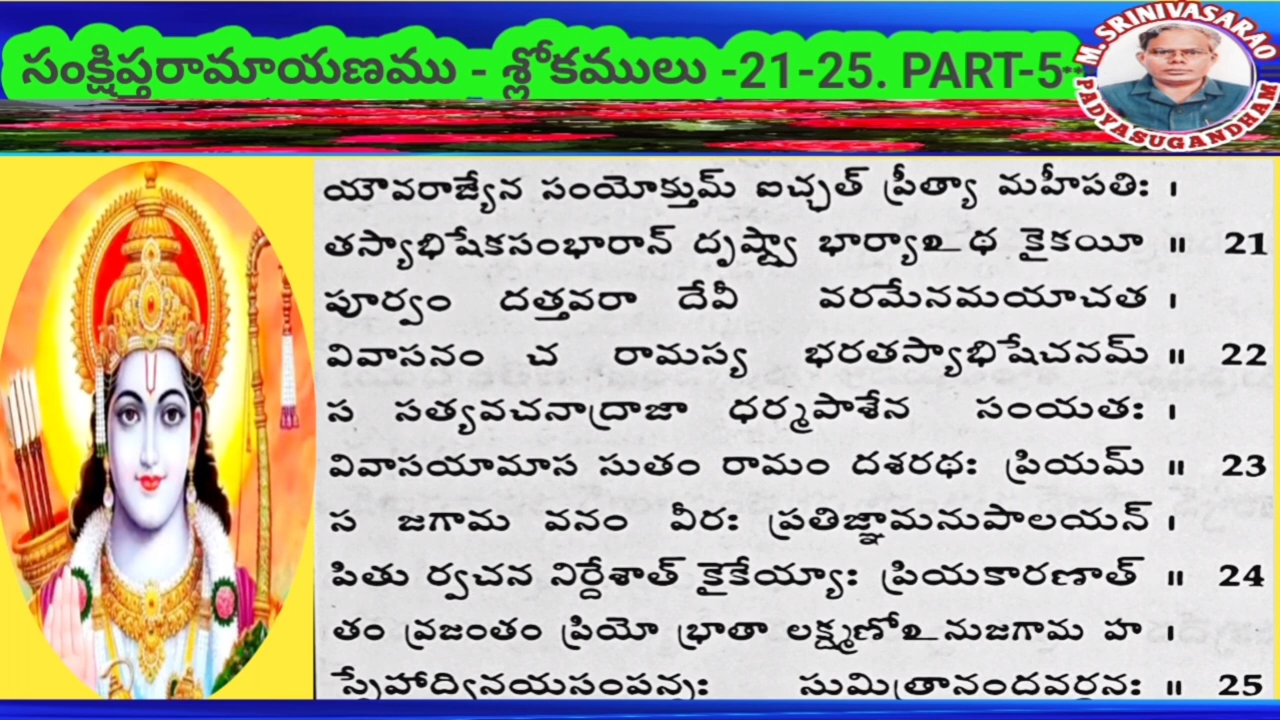 సంక్షిప్తరామాయణము - శ్లోకములు -21-25. PART-5**
M. SRINIVASARAO
PADYASUGANDHAM
యౌవరాజ్యేన సంయోక్తుమ్ ఐచ్ఛత్ ప్రీత్యా మహీపతిః ।
తస్యాభిషేకసంభారాన్ దృష్ట్వా భార్యాఽథ కైకయీ ॥ 21
పూర్వం దత్తవరా దేవీ వరమేనమయాచత ।
వివాసనం చ రామస్య భరతస్యాభిషేచనమ్ ॥ 22
స సత్యవచనాద్రాజా ధర్మపాశేన సంయతః ।
వివాసయామాస సుతం రామం దశరథః ప్రియమ్ ॥ 23
స జగామ వనం వీరః ప్రతిజ్ఞామనుపాలయన్ ।
పితు ర్వచన నిర్దేశాత్ కైకేయ్యాః ప్రియకారణాత్ ॥ 24
తం వ్రజంతం ప్రియో భ్రాతా లక్ష్మణోఽనుజగామ హ ।
స్నేహాద్వినయసంపన్నః సుమిత్రానందవర్ధనః ॥ 25